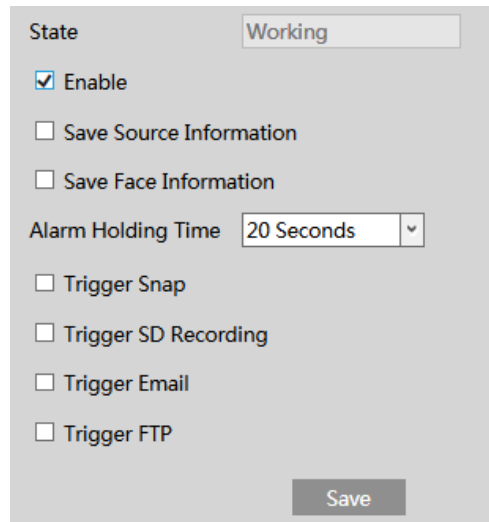 State Working
Enable
Save Source Information
Save Face Information
Alarm Holding Time 20 Seconds
Trigger Snap
Trigger SD Recording
Trigger Email
Trigger FTP
Save